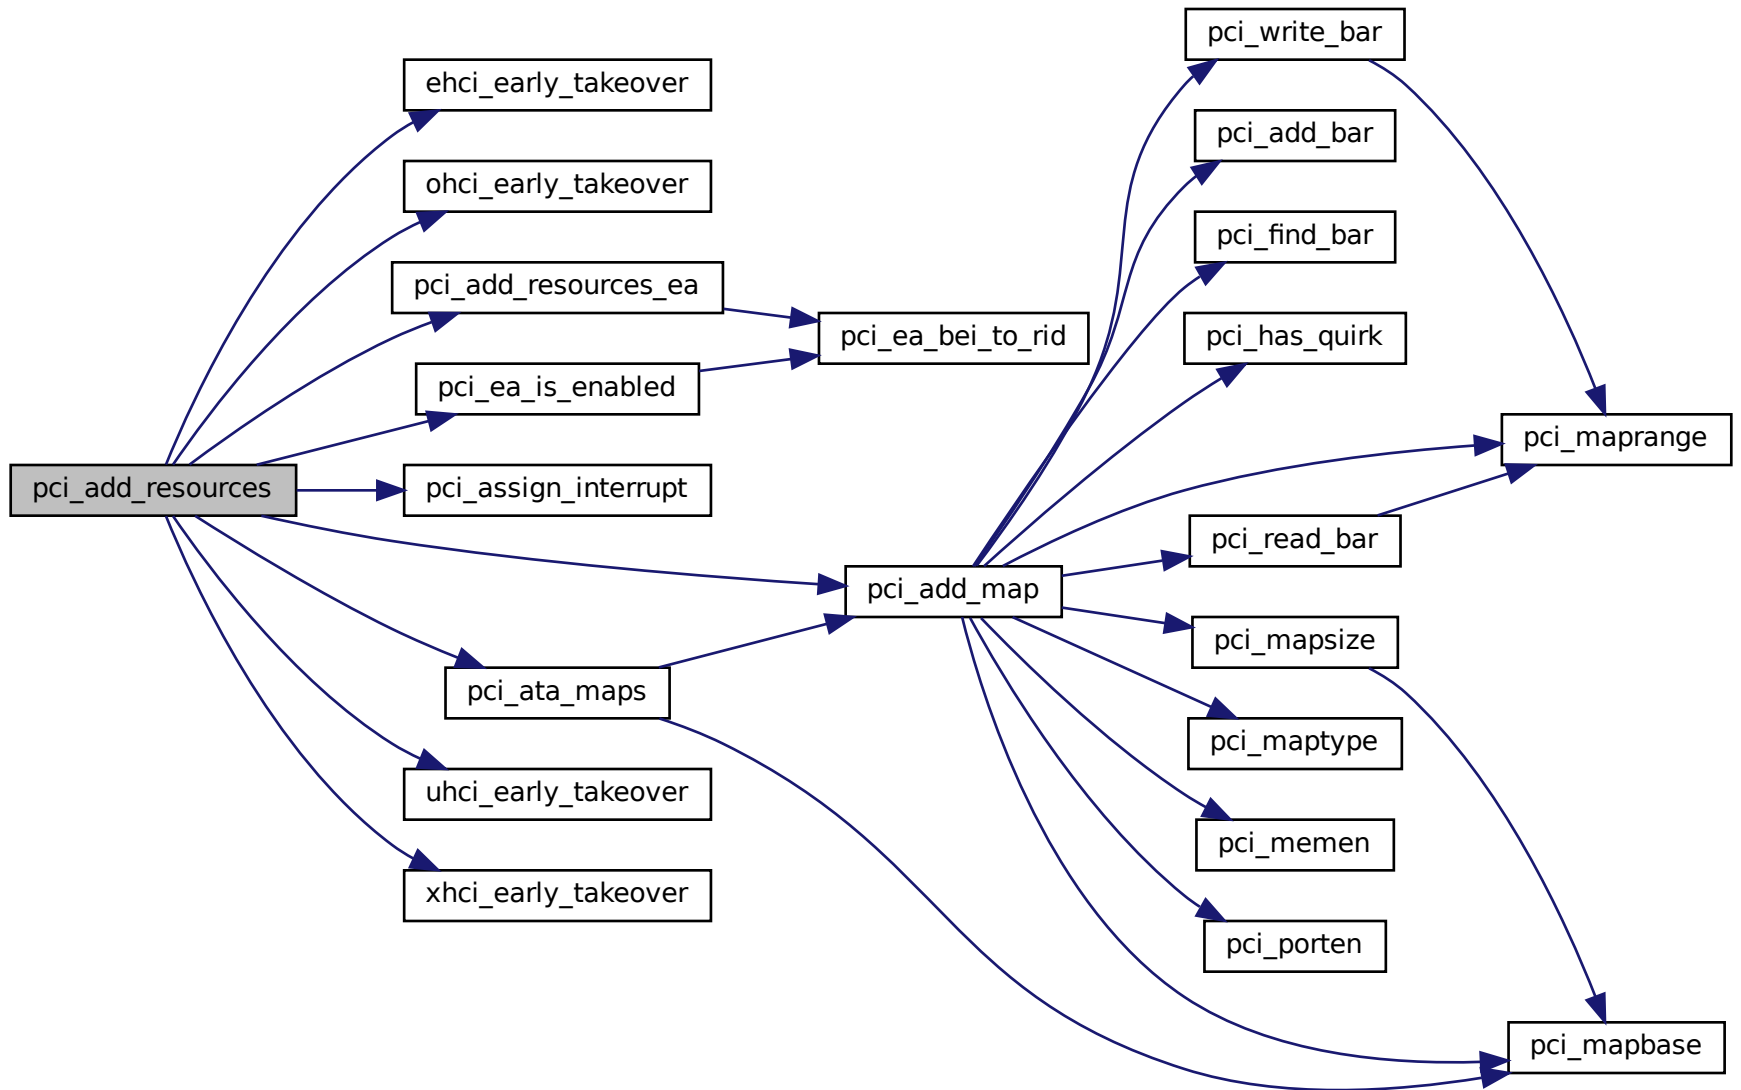 pci_add_resources
ehci_early_takeover
ohci_early_takeover
pci_add_resources_ea
pci_ea_is_enabled
pci_assign_interrupt
pci_ata_maps
uhci_early_takeover
xhci_early_takeover
pci_ea_bei_to_rid
pci_add_map
pci_write_bar
pci_add_bar
pci_find_bar
pci_has_quirk
pci_read_bar
pci_mapsize
pci_maptype
pci_memen
pci_porten
pci_maprange
pci_mapbase